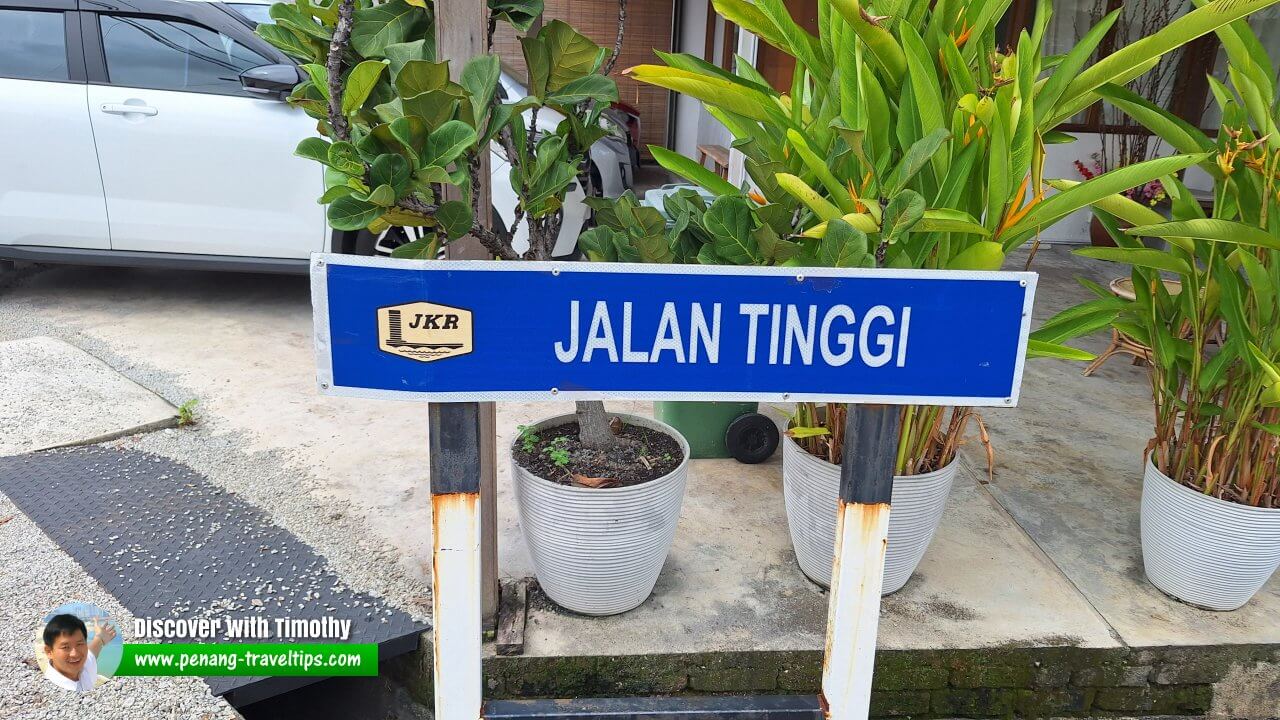 JKR
JALAN TINGGI
Discover with Timothy
www.penang-traveltips.com